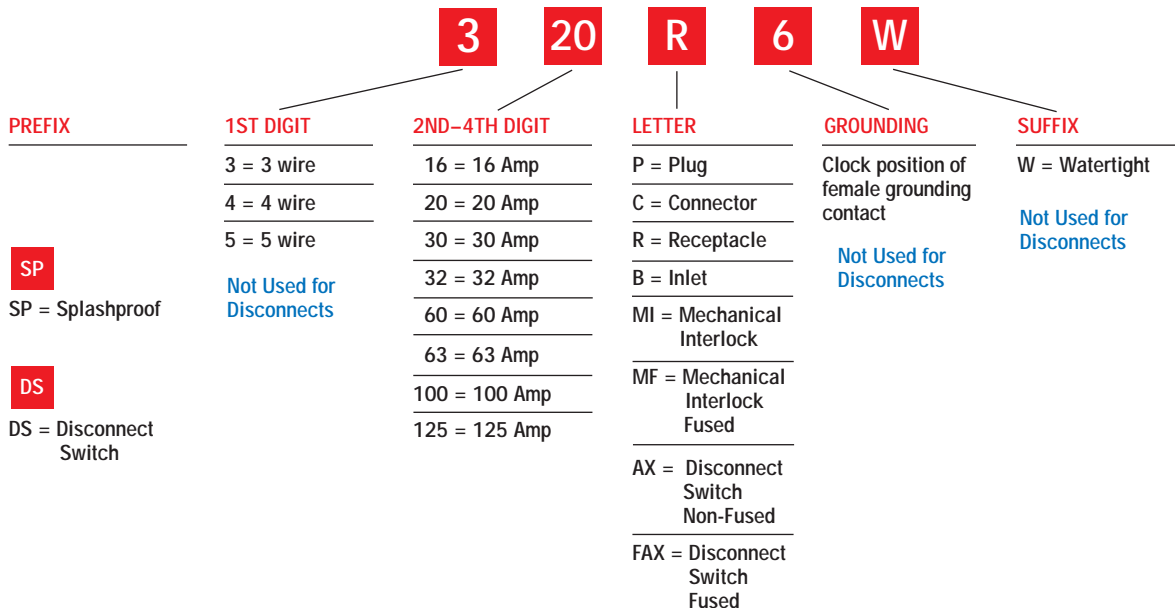 3 20 R 6 W
PREFIX
SP
SP = Splashproof
DS
DS = Disconnect
Switch
1ST DIGIT
3 = 3 wire
4 = 4 wire
5 = 5 wire
Not Used for
Disconnects
2ND–4TH DIGIT
16 = 16 Amp
20 = 20 Amp
30 = 30 Amp
32 = 32 Amp
60 = 60 Amp
63 = 63 Amp
100 = 100 Amp
125 = 125 Amp
LETTER
P = Plug
C = Connector
R = Receptacle
B = Inlet
MI = Mechanical
Interlock
MF = Mechanical
Interlock
Fused
AX = Disconnect
Switch
Non-Fused
FAX = Disconnect
Switch
Fused
GROUNDING
Clock position of
female grounding
contact
Not Used for
Disconnects
SUFFIX
W = Watertight
Not Used for
Disconnects